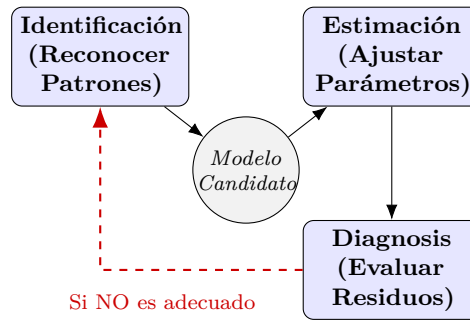 Identificación
(Reconocer
Patrones)
Estimación
(Ajustar
Parámetros)
Modelo
Candidato
Diagnosis
(Evaluar
Residuos)
Si NO es adecuado